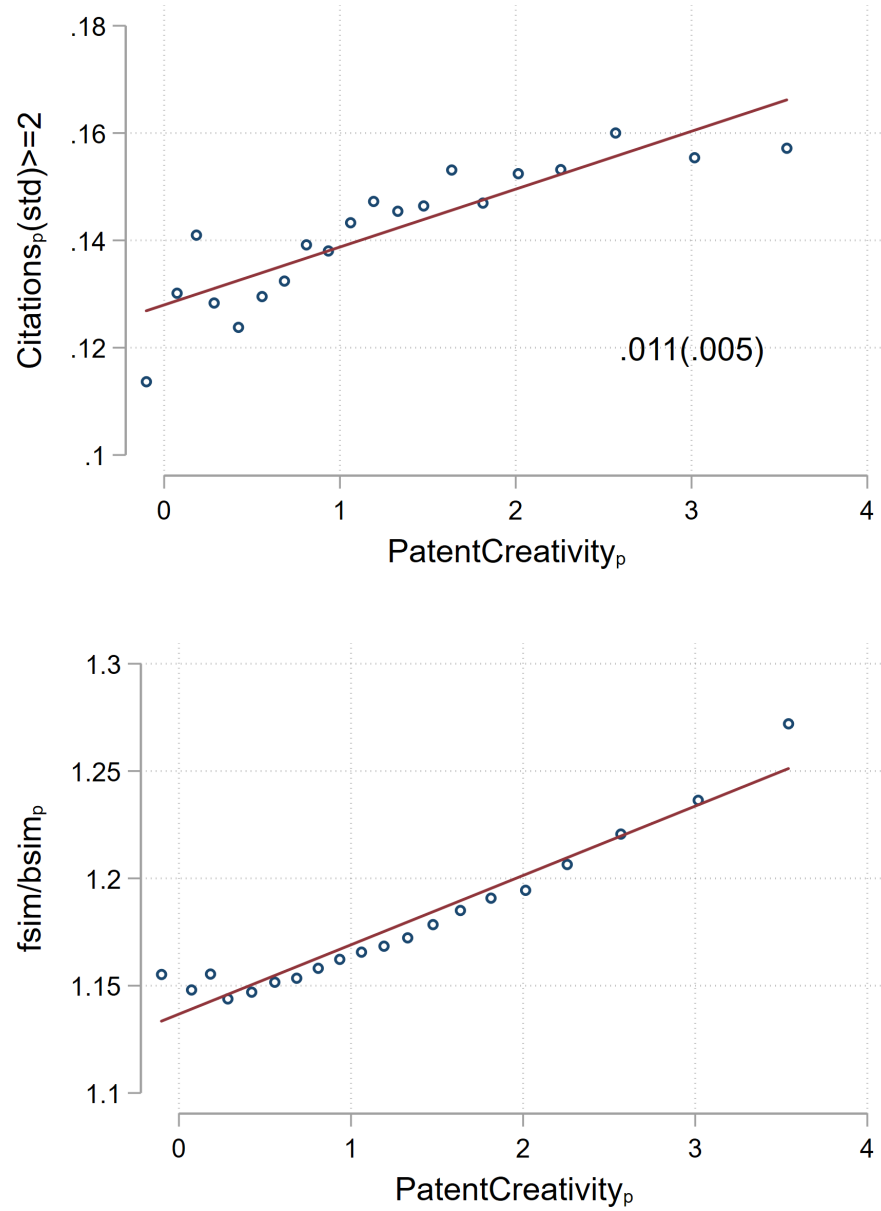 Citationsₚ(std)>=2
.18
.16
.14
.12
.1
.011(.005)
0 1 2 3 4
PatentCreativityₚ
fsim/bsimₚ
1.3
1.25
1.2
1.15
1.1
0 1 2 3 4
PatentCreativityₚ